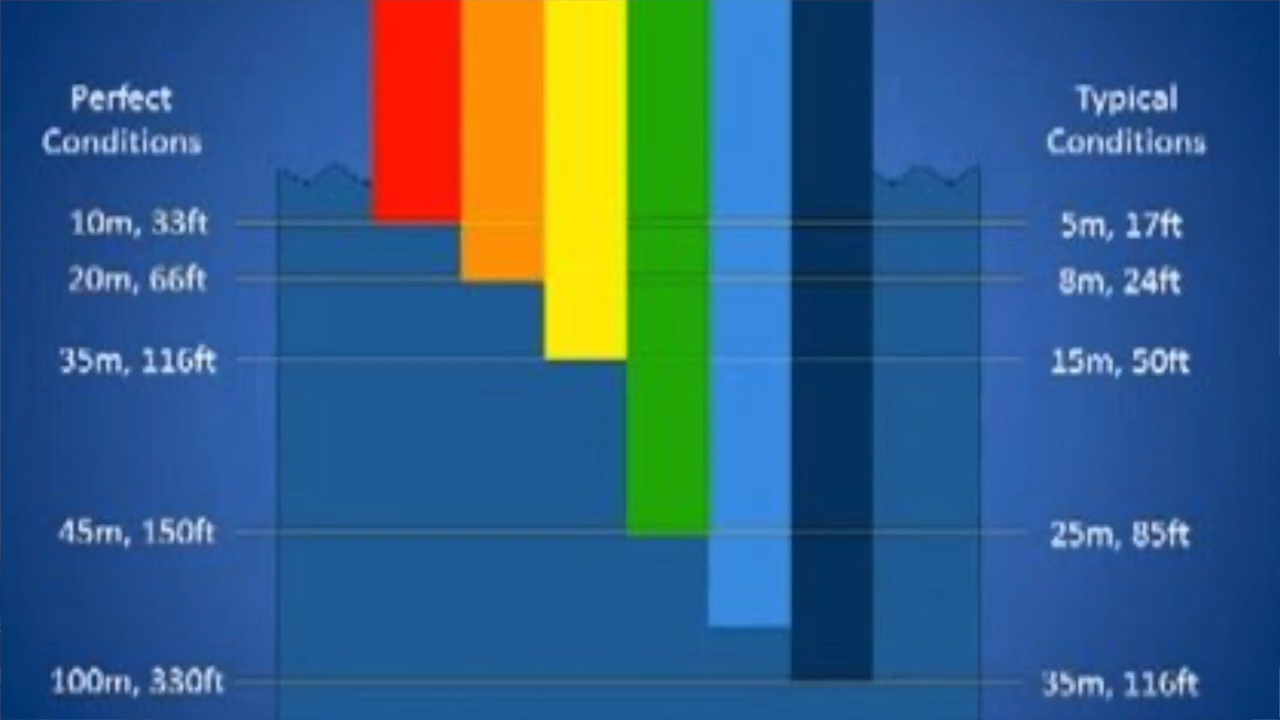 Perfect
Conditions
Typical
Conditions
10m, 33ft
5m, 17ft
20m, 66ft
8m, 24ft
35m, 116ft
15m, 50ft
45m, 150ft
25m, 85ft
100m, 330ft
35m, 116ft